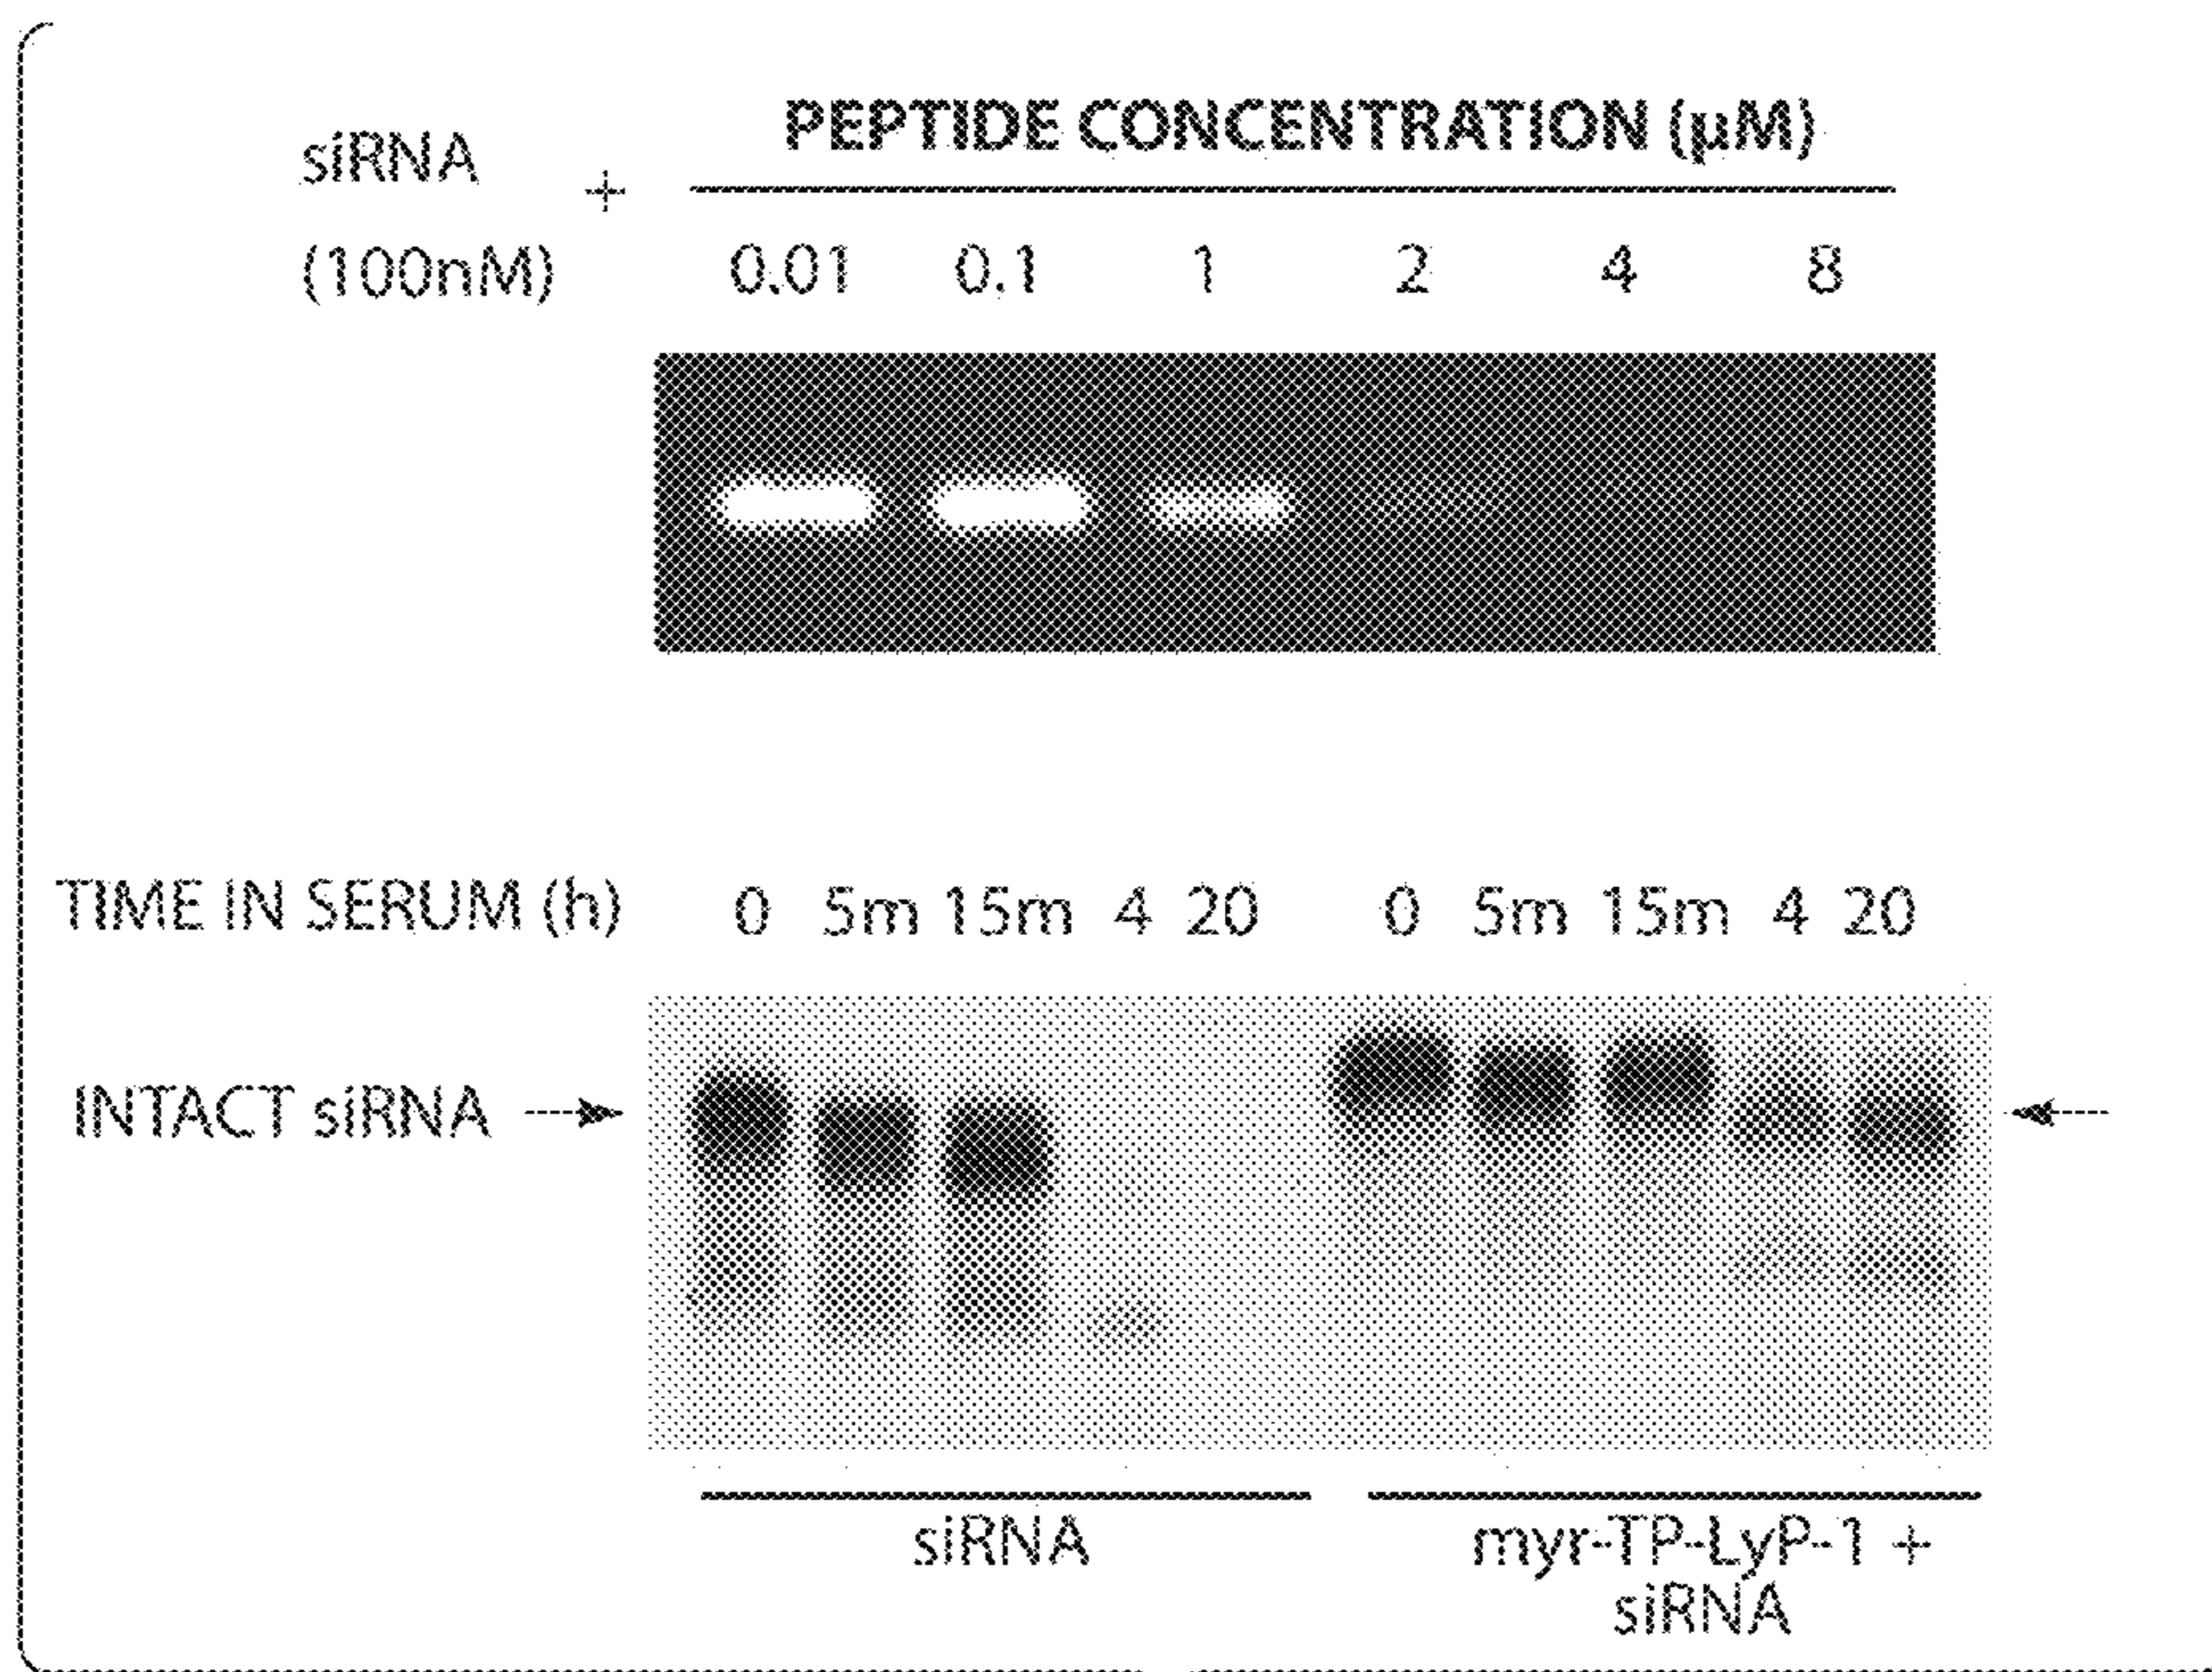 PEPTIDE CONCENTRATION (µM)
siRNA +
(100nM) 0.01 0.1 1 2 4 8
TIME IN SERUM (h) 0 5m 15m 4 20 0 5m 15m 4 20
INTACT siRNA
siRNA myr-TP-LyP-1 +
siRNA